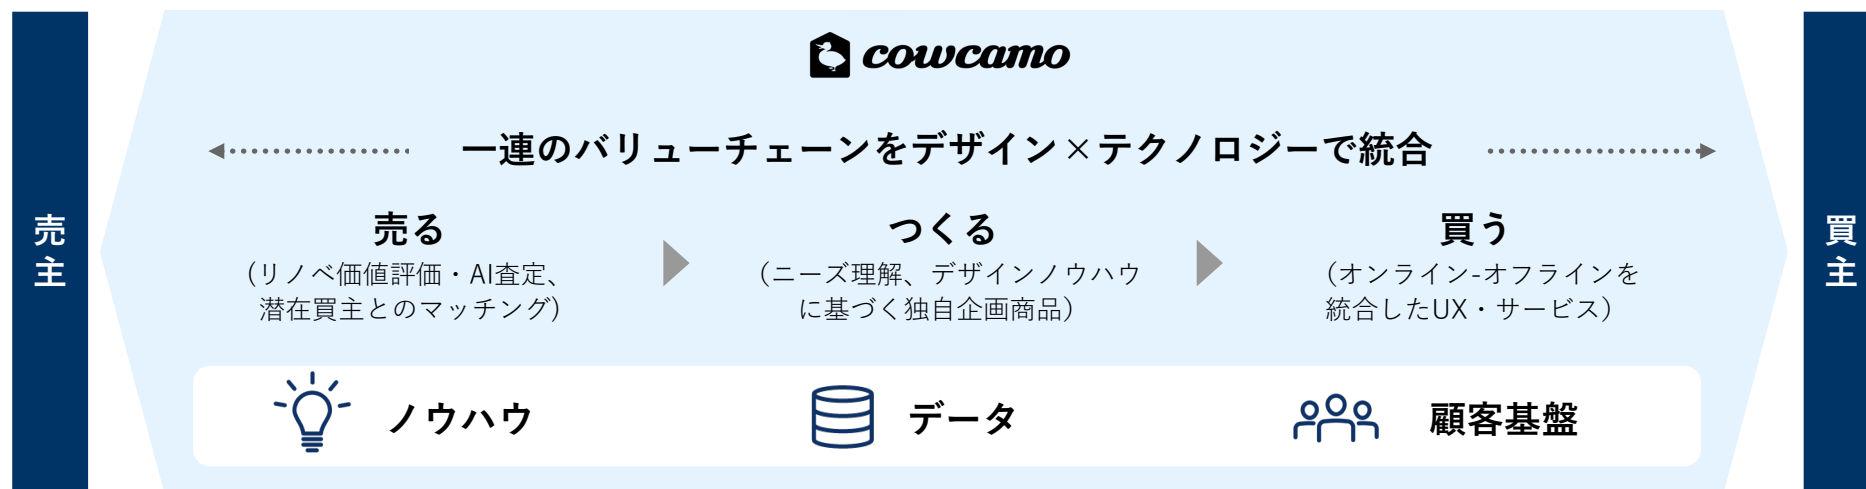 cowcamo
一連のバリューチェーンをデザイン×テクノロジーで統合
売主
売る
（リノベ価値評価・AI査定、
潜在買主とのマッチング）
つくる
（ニーズ理解、デザインノウハウ
に基づく独自企画商品）
買う
（オンライン-オフラインを
統合したUX・サービス）
買主
ノウハウ
データ
顧客基盤